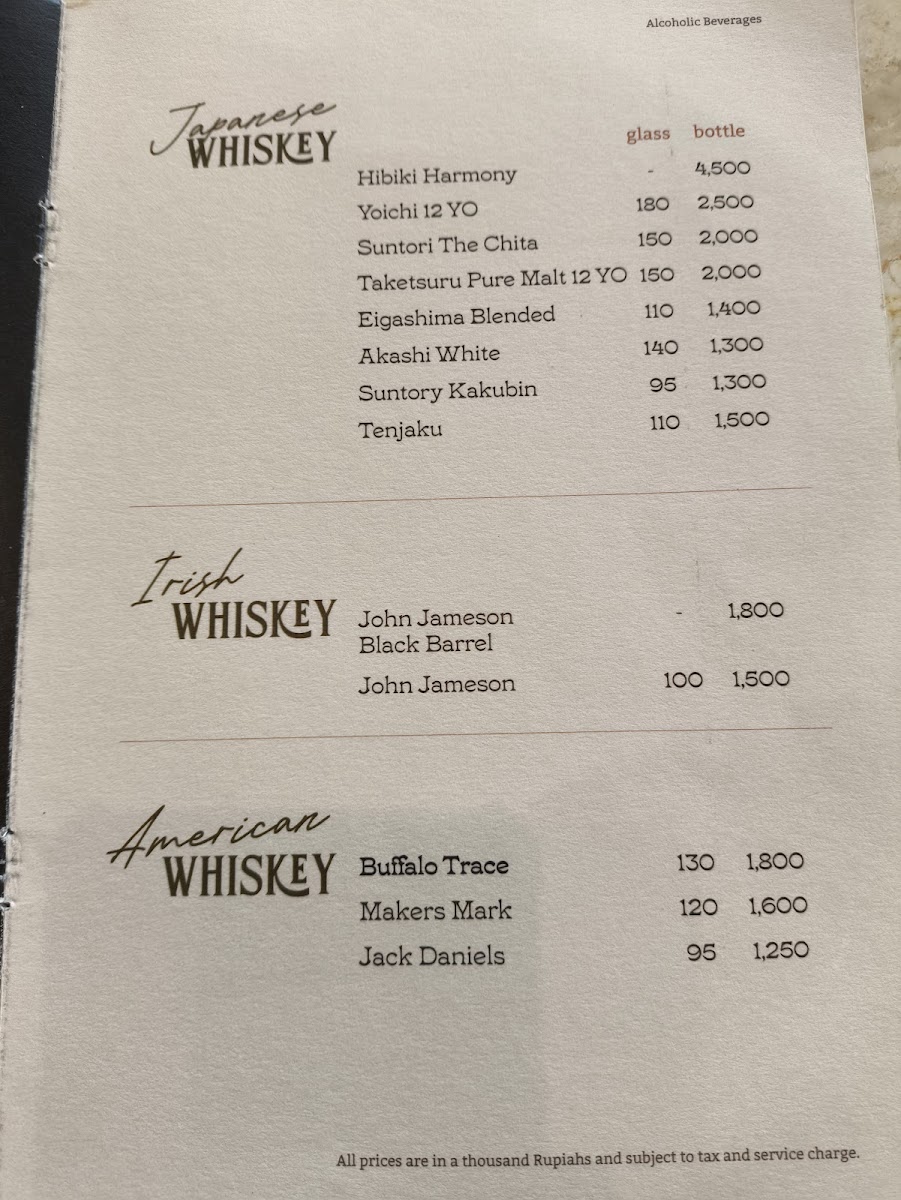 Alcoholic Beverages
Japanese
WHISKEY
glass bottle
Hibiki Harmony - 4,500
Yoichi 12 YO 180 2,500
Suntori The Chita 150 2,000
Taketsuru Pure Malt 12 YO 150 2,000
Eigashima Blended 110 1,400
Akashi White 140 1,300
Suntory Kakubin 95 1,300
Tenjaku 110 1,500
Irish
WHISKEY
John Jameson - 1,800
Black Barrel
John Jameson 100 1,500
American
WHISKEY
Buffalo Trace 130 1,800
Makers Mark 120 1,600
Jack Daniels 95 1,250
All prices are in a thousand Rupiahs and subject to tax and service charge.